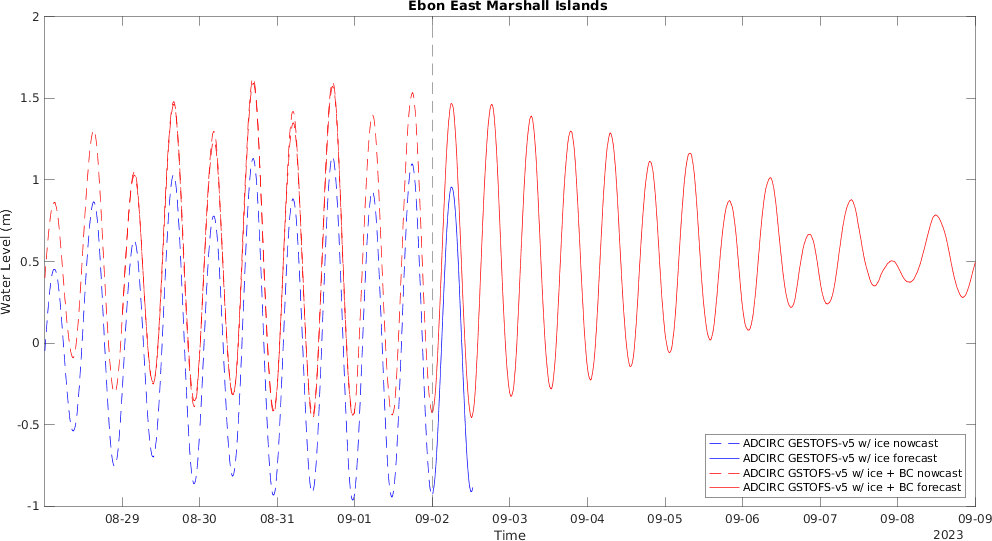 Ebon East Marshall Islands
2
1.5
1
0.5
0
-0.5
-1
Water Level (m)
ADCIRC GESTOFS-v5 w/ ice nowcast
ADCIRC GESTOFS-v5 w/ ice forecast
ADCIRC GSTOFS-v5 w/ ice + BC nowcast
ADCIRC GSTOFS-v5 w/ ice + BC forecast
08-29 08-30 08-31 09-01 09-02 09-03 09-04 09-05 09-06 09-07 09-08 09-09
Time
2023